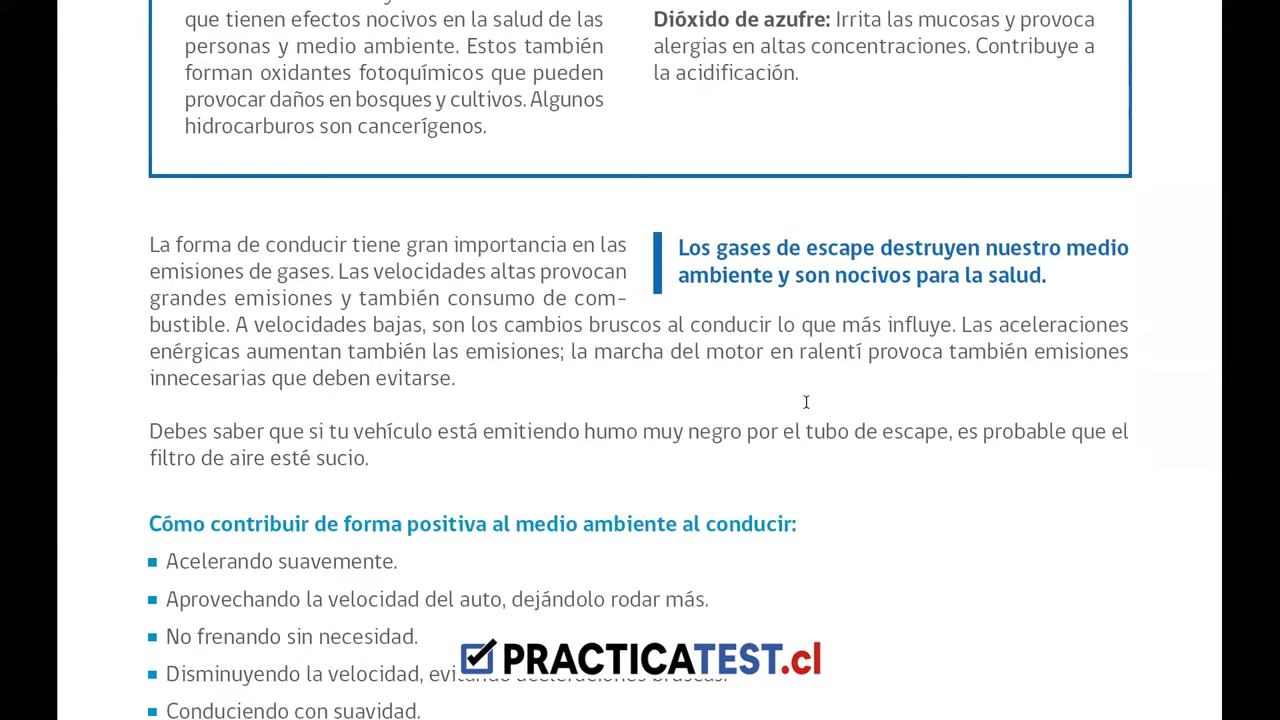 que tienen efectos nocivos en la salud de las
personas y medio ambiente. Estos también
forman oxidantes fotoquímicos que pueden
provocar daños en bosques y cultivos. Algunos
hidrocarburos son cancerígenos.
Dióxido de azufre: Irrita las mucosas y provoca
alergias en altas concentraciones. Contribuye a
la acidificación.
La forma de conducir tiene gran importancia en las
emisiones de gases. Las velocidades altas provocan
grandes emisiones y también consumo de com-
Los gases de escape destruyen nuestro medio
ambiente y son nocivos para la salud.
bustible. A velocidades bajas, son los cambios bruscos al conducir lo que más influye. Las aceleraciones
enérgicas aumentan también las emisiones; la marcha del motor en ralentí provoca también emisiones
innecesarias que deben evitarse.
Debes saber que si tu vehículo está emitiendo humo muy negro por el tubo de escape, es probable que el
filtro de aire esté sucio.
Cómo contribuir de forma positiva al medio ambiente al conducir:
Acelerando suavemente.
Aprovechando la velocidad del auto, dejándolo rodar más.
No frenando sin necesidad.
PRACTICATEST.cl
Disminuyendo la velocidad, evitando aceleraciones bruscas.
Conduciendo con suavidad.